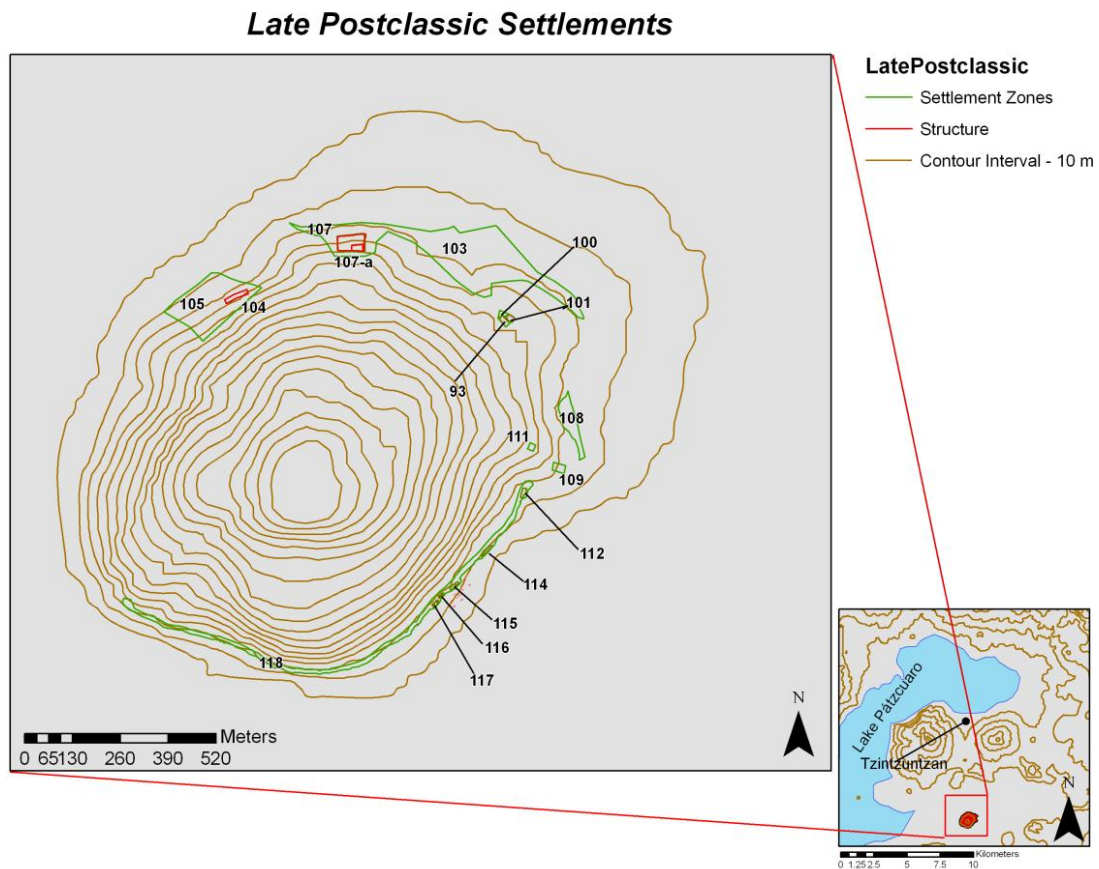 Late Postclassic Settlements
LatePostclassic
Settlement Zones
Structure
Contour Interval - 10 m
107
103
100
107-a
105
104
101
93
108
111
109
112
114
115
116
118
117
N
Meters
0 65130 260 390 520
Lake Pátzcuaro
Tzintzuntzan
N
Kilometers
0 1.25 2.5 5 7.5 10